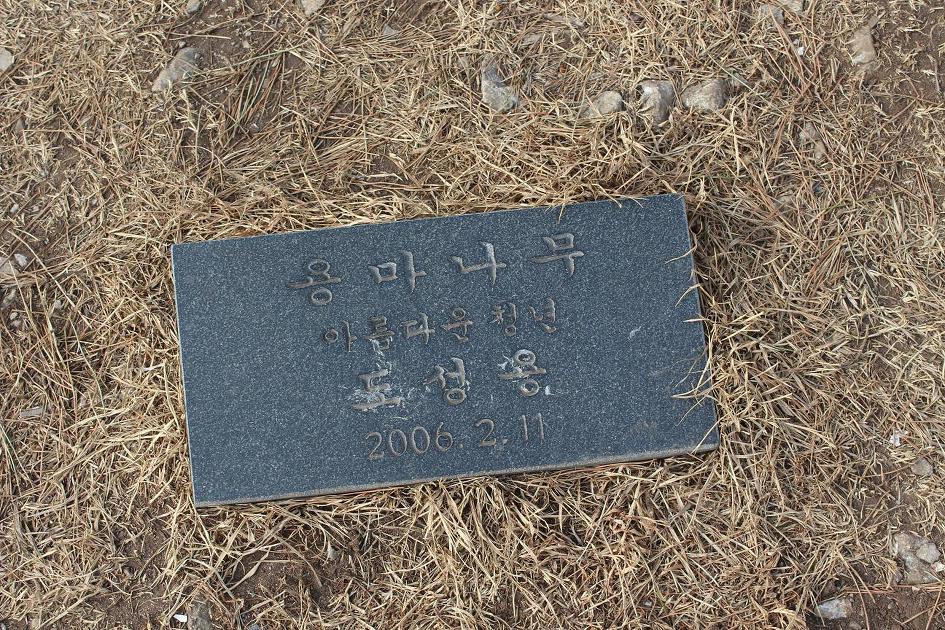 용마나무
아름다운 청년
도성용
2006. 2. 11